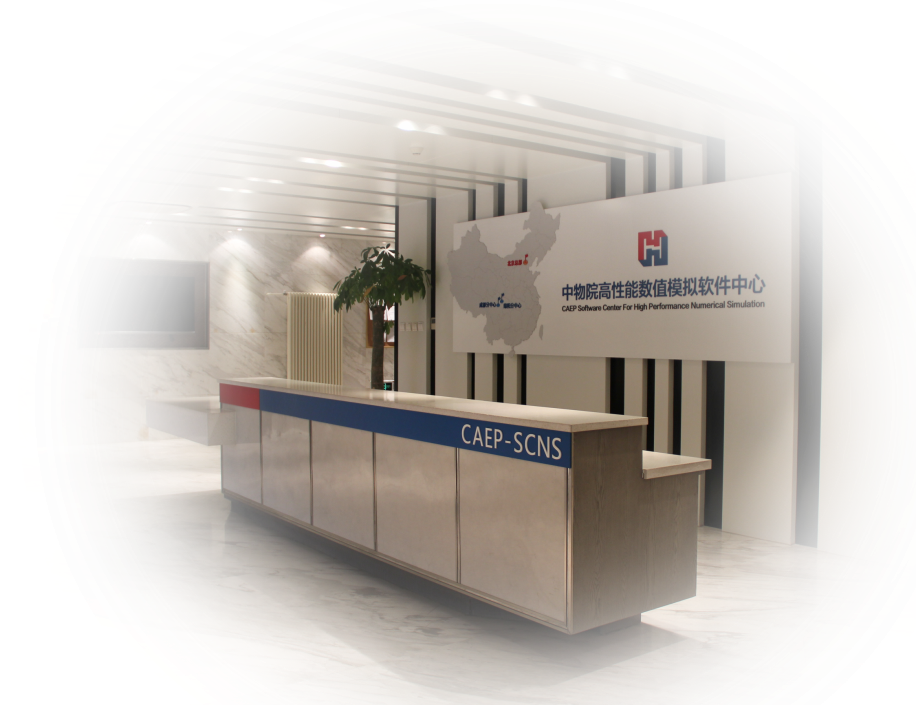 中物院高性能数值模拟软件中心
CAEP Software Center For High Performance Numerical Simulation
CAEP-SCNS